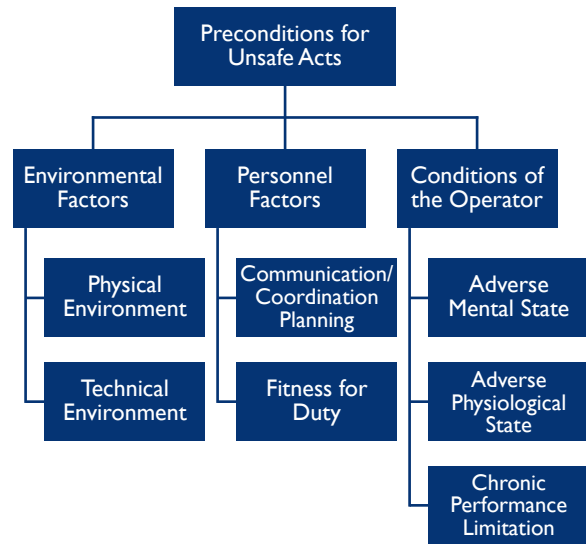 Preconditions for
Unsafe Acts
Environmental
Factors
Personnel
Factors
Conditions of
the Operator
Physical
Environment
Communication/
Coordination
Planning
Adverse
Mental State
Technical
Environment
Fitness for
Duty
Adverse
Physiological
State
Chronic
Performance
Limitation